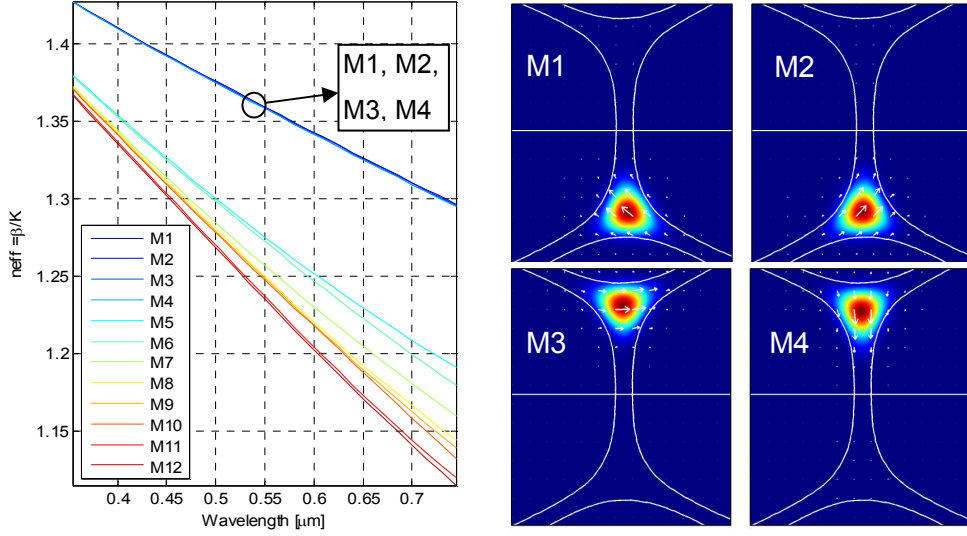 1.4
1.35
1.3
1.25
1.2
1.15
neff =β/K
M1, M2,
M3, M4
M1
M2
M3
M4
M5
M6
M7
M8
M9
M10
M11
M12
0.4 0.45 0.5 0.55 0.6 0.65 0.7
Wavelength [μm]
M1
M2
M3
M4